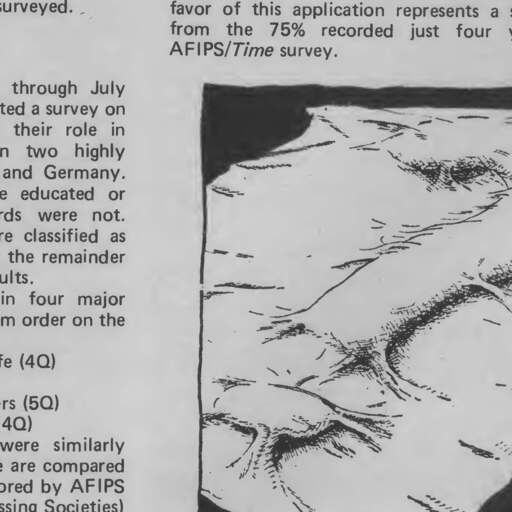 surveyed.
through July
ted a survey on
their role in
n two highly
and Germany.
e educated or
rds were not.
re classified as
the remainder
ults.
in four major
m order on the
fe (4Q)
rs (5Q)
4Q)
were similarly
e are compared
ored by AFIPS
ssing Societies)
favor of this application represents a s
from the 75% recorded just four y
AFIPS/Time survey.